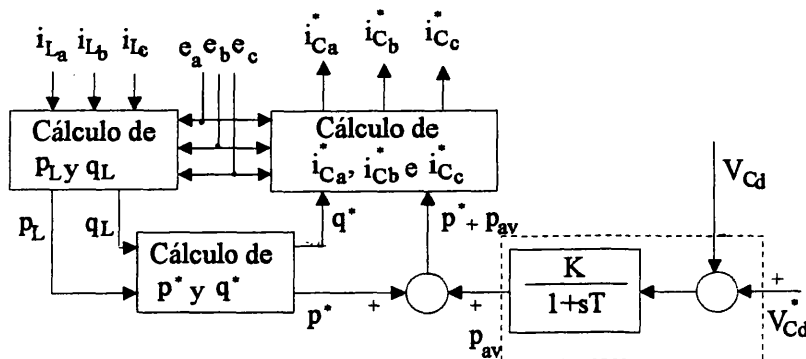 i*Ca i*Cb i*Cc
iLa iLb iLc ea eb ec
Cálculo de
pL y qL
Cálculo de
i*Ca, i*Cb e i*Cc
VCd
pL qL q* p* + pav
Cálculo de
p* y q*
K
1+sT
+ + +
p* pav V*Cd